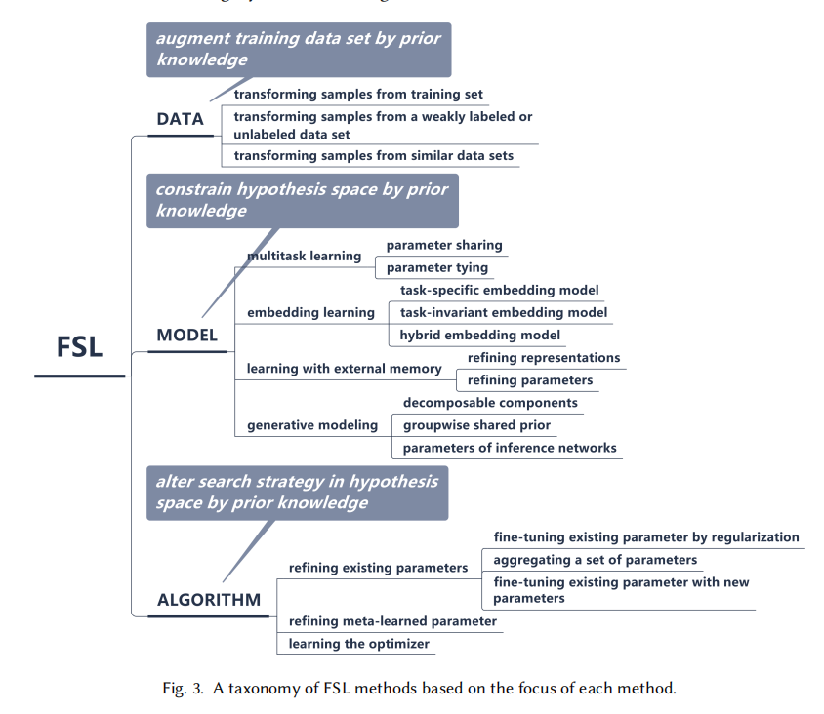 augment training data set by prior
knowledge
transforming samples from training set
DATA
transforming samples from a weakly labeled or
unlabeled data set
transforming samples from similar data sets
constrain hypothesis space by prior
knowledge
parameter sharing
multitask learning
parameter tying
task-specific embedding model
embedding learning
task-invariant embedding model
MODEL
hybrid embedding model
FSL
refining representations
learning with external memory
refining parameters
decomposable components
generative modeling
groupwise shared prior
parameters of inference networks
alter search strategy in hypothesis
space by prior knowledge
fine-tuning existing parameter by regularization
refining existing parameters
aggregating a set of parameters
fine-tuning existing parameter with new
parameters
ALGORITHM
refining meta-learned parameter
learning the optimizer
Fig. 3. A taxonomy of FSL methods based on the focus of each method.